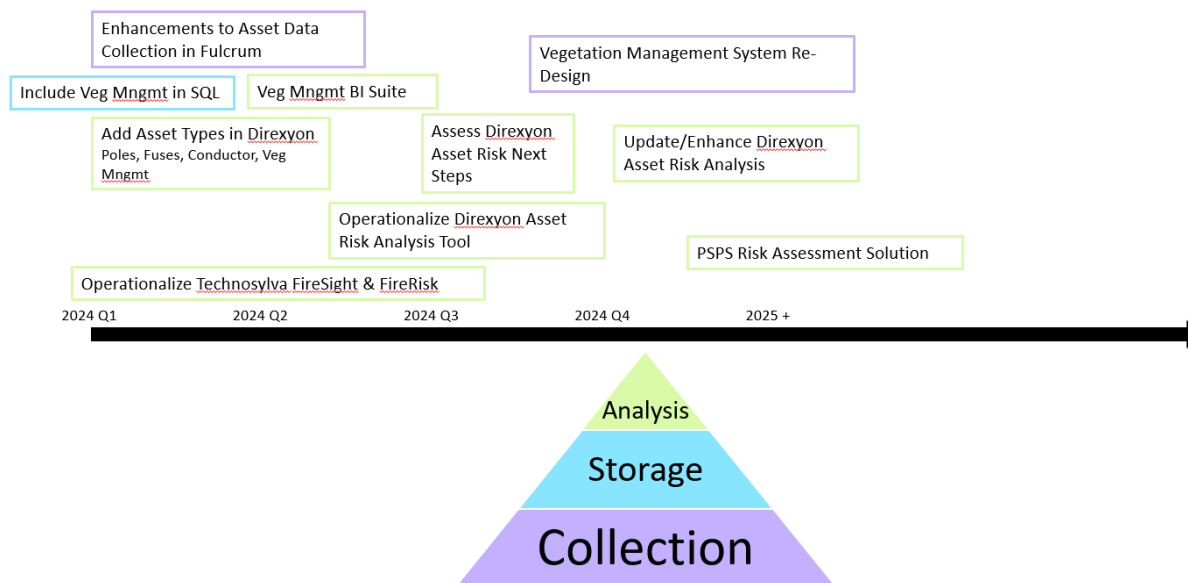 Enhancements to Asset Data
Collection in Fulcrum
Vegetation Management System Re-
Design
Include Veg Mngmt in SQL
Veg Mngmt BI Suite
Add Asset Types in Direxyon
Poles, Fuses, Conductor, Veg
Mngmt
Assess Direxyon
Asset Risk Next
Steps
Update/Enhance Direxyon
Asset Risk Analysis
Operationalize Direxyon Asset
Risk Analysis Tool
PSPS Risk Assessment Solution
Operationalize Technosylva FireSight & FireRisk
2024 Q1
2024 Q2
2024 Q3
2024 Q4
2025 +
Analysis
Storage
Collection